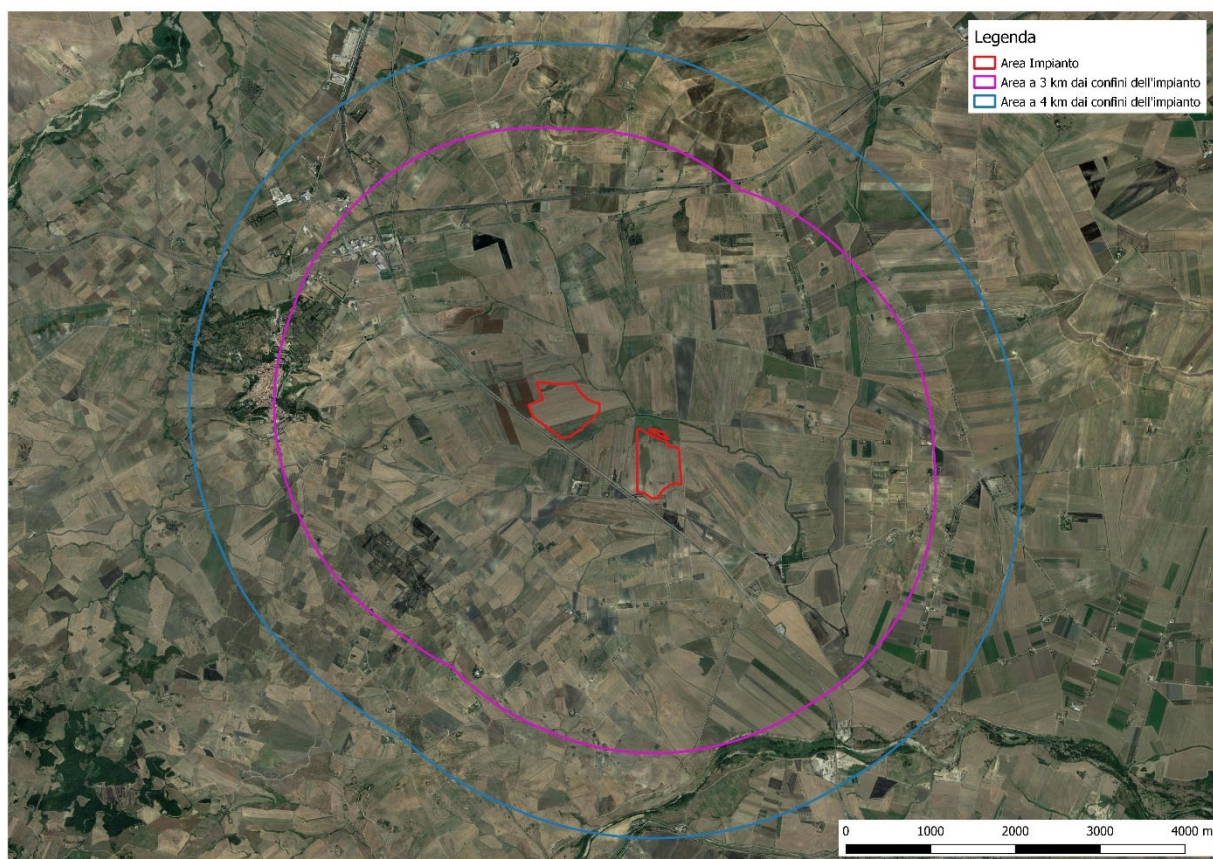 Legenda
Area Impianto
Area a 3 km dai confini dell'impianto
Area a 4 km dai confini dell'impianto
0 1000 2000 3000 4000 m